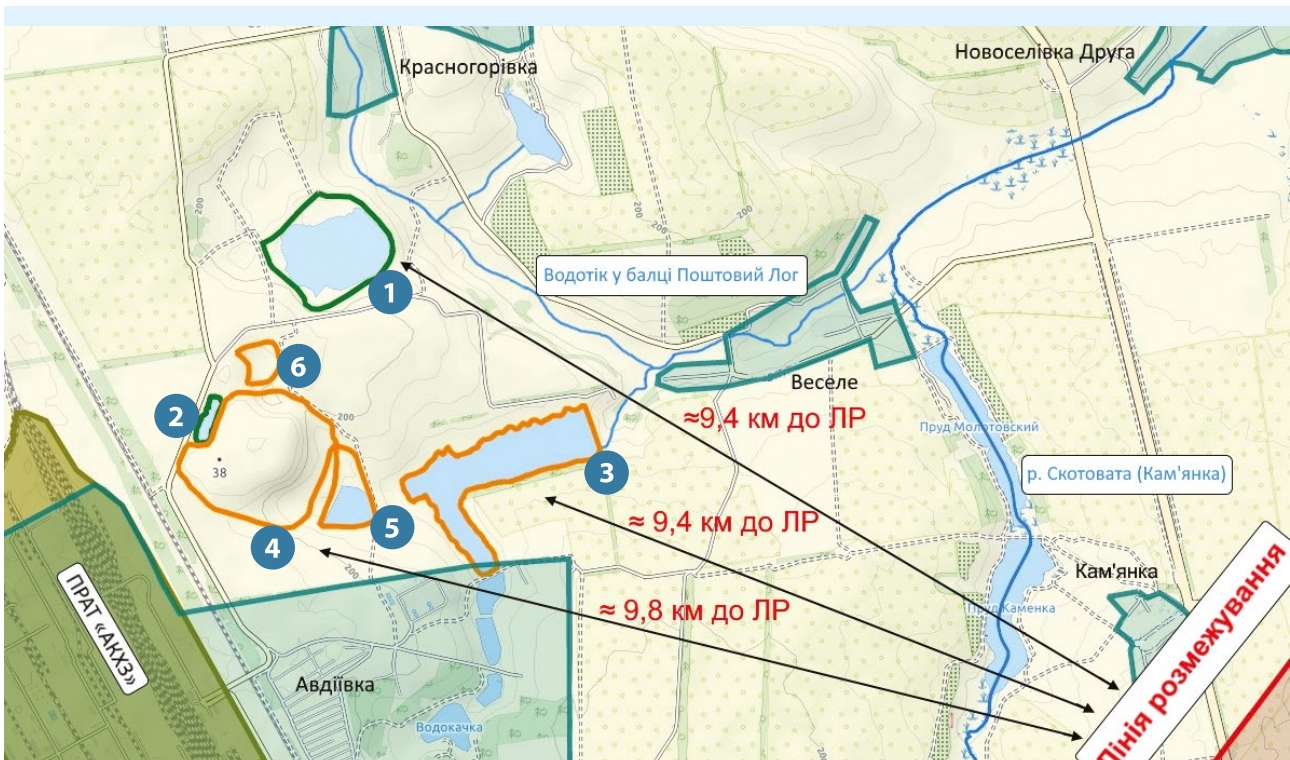 Красногорівка
Новоселівка Друга
200
200
200
Водотік у балці Поштовий Лог
1
6
2
200
38
Веселе
≈9,4 км до ЛР
Пруд Молотовский
р. Скотовата (Кам'янка)
3
5
≈ 9,4 км до ЛР
4
200
Кам'янка
≈ 9,8 км до ЛР
Пруд Каменка
ПРАТ «АКХЗ»
Авдіївка
Водокачка
Лінія розмежування
200